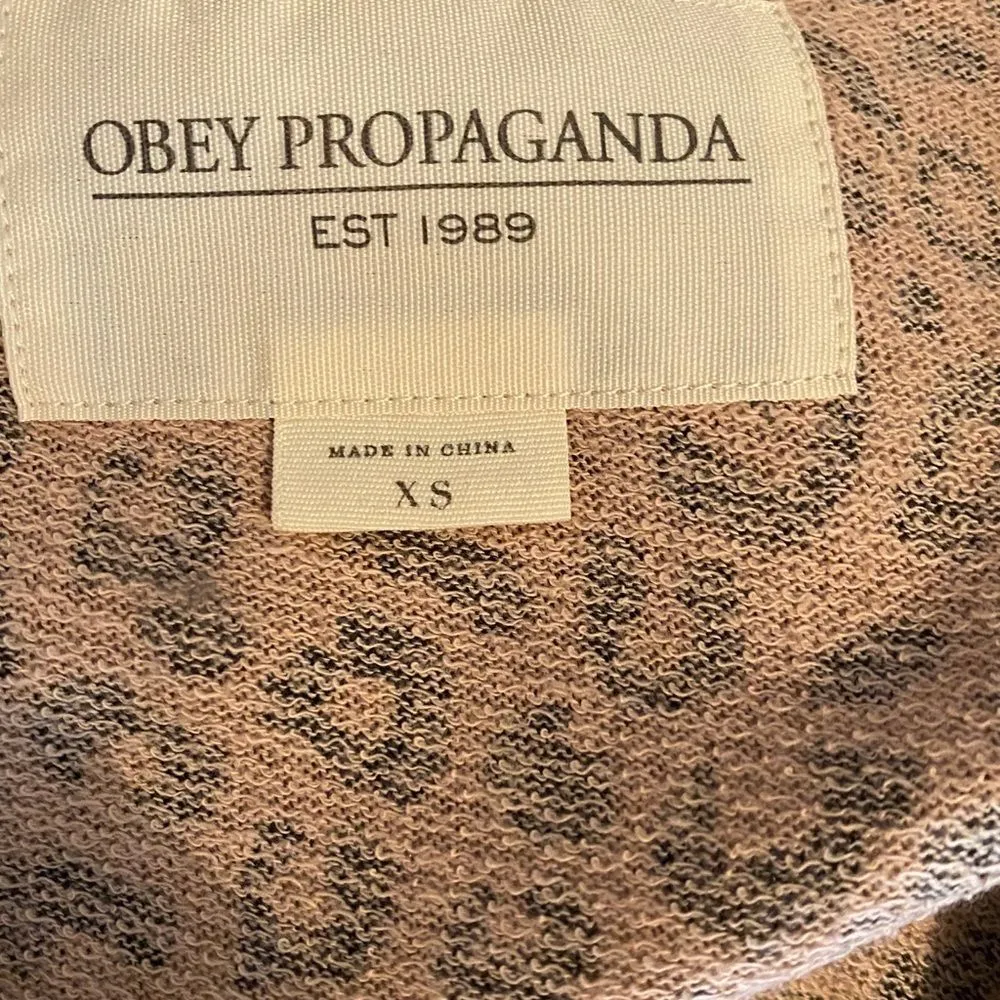 OBEY PROPAGANDA
EST 1989
MADE IN CHINA
XS